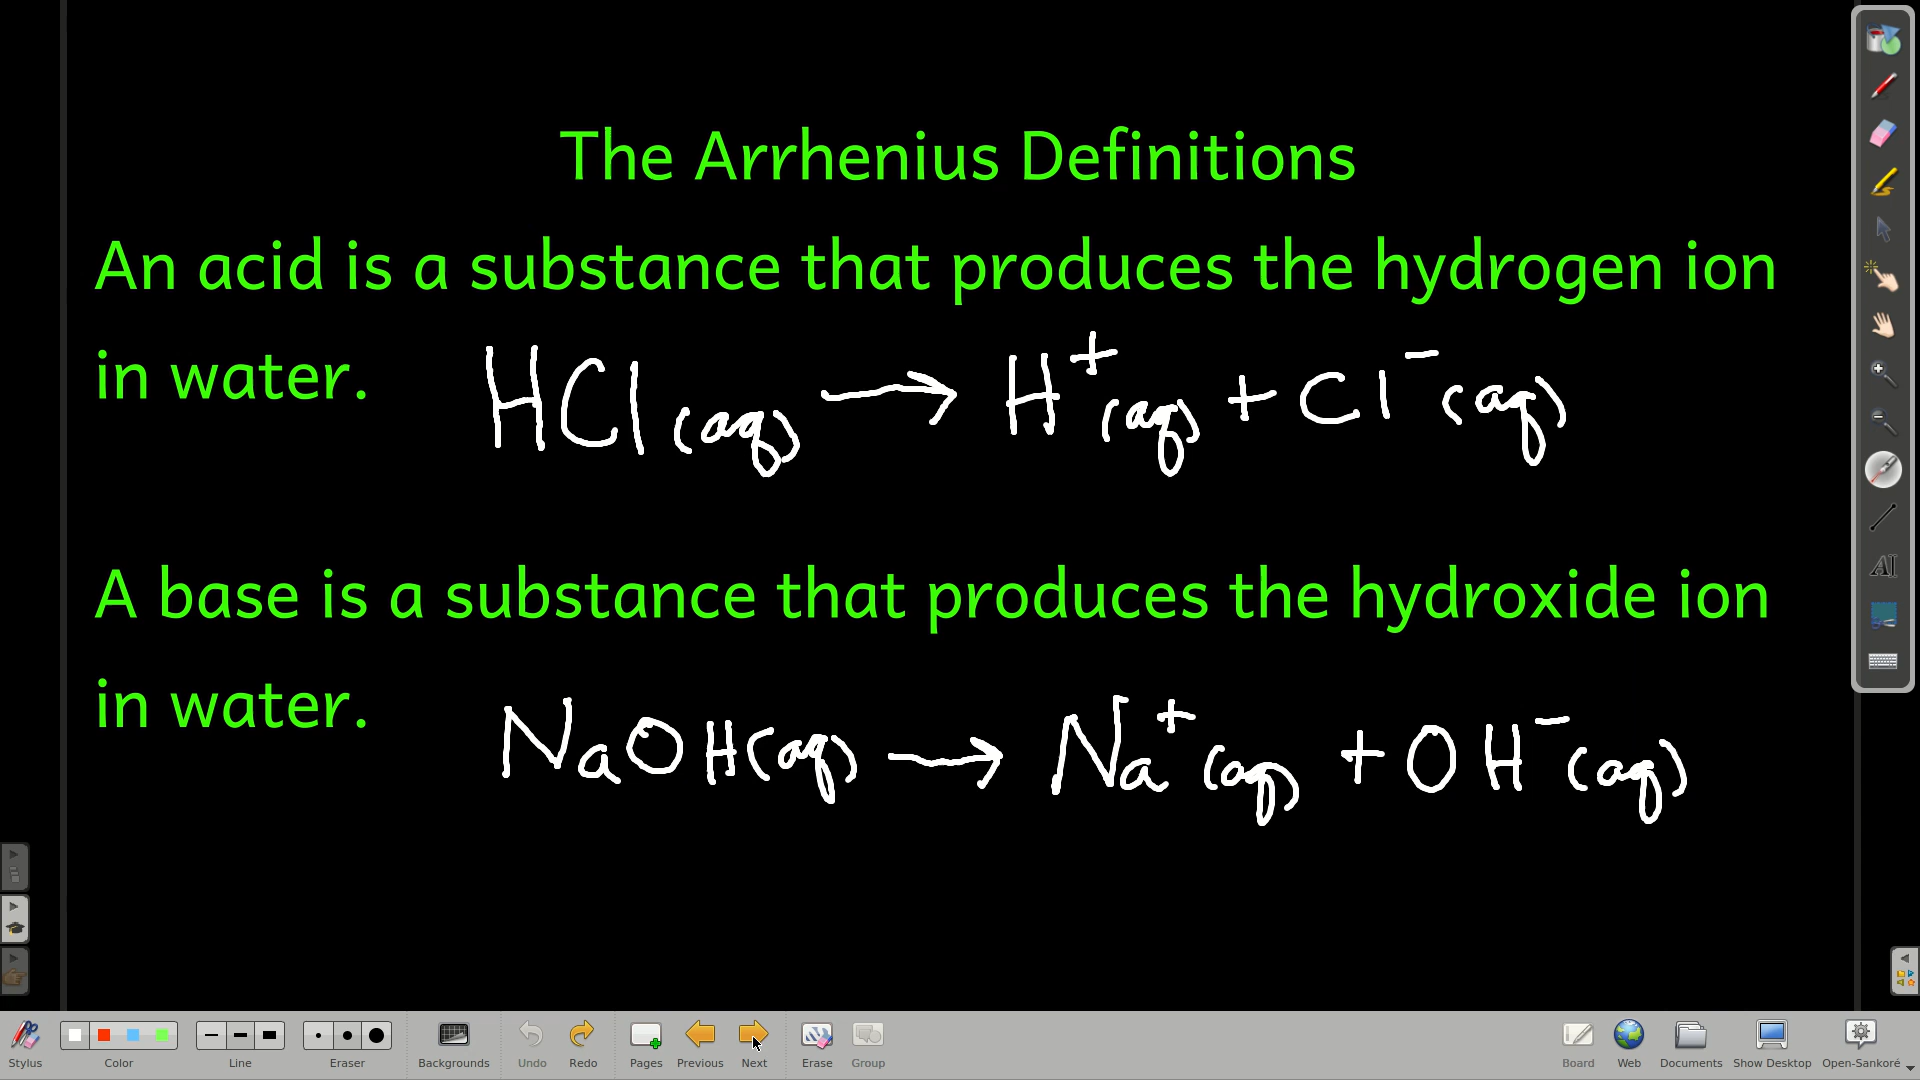 The Arrhenius Definitions
An acid is a substance that produces the hydrogen ion
in water. HCl(aq) → H⁺(aq) + Cl⁻(aq)
A base is a substance that produces the hydroxide ion
in water. NaOH(aq) → Na⁺(aq) + OH⁻(aq)
Stylus Color Line Eraser Backgrounds Undo Redo Pages Previous Next Erase Group Board Web Documents Show Desktop Open-Sankoré